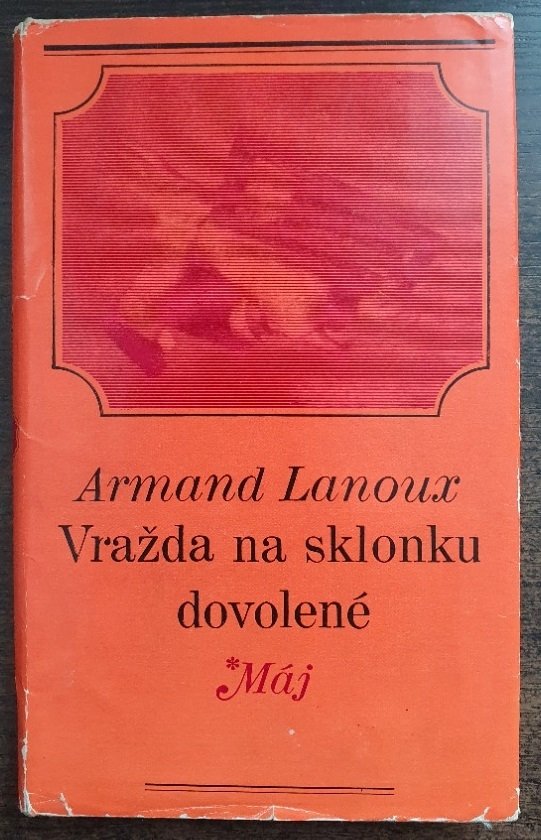 Armand Lanoux
Vražda na sklonku
dovolené
*Máj